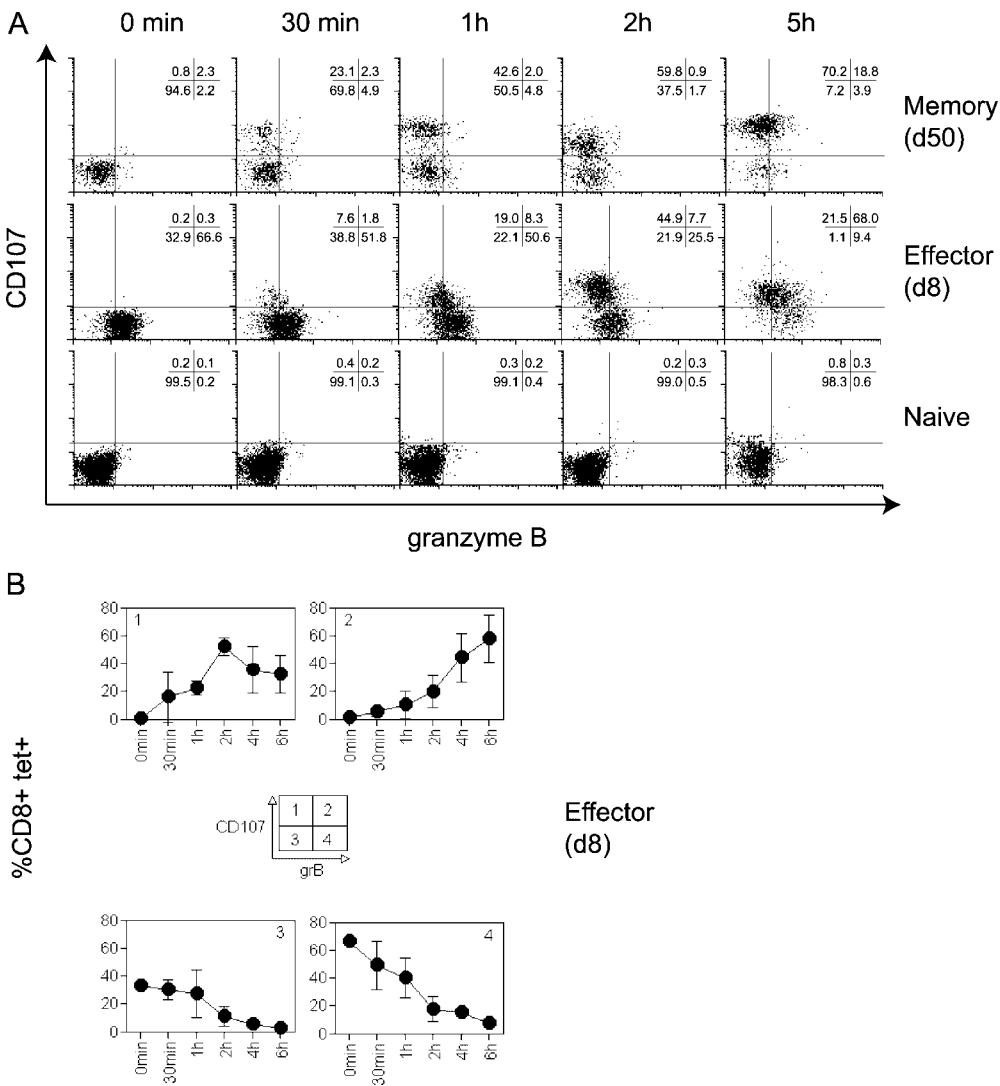 A
0 min 30 min 1h 2h 5h
0.8 2.3 23.1 2.3 42.6 2.0 59.8 0.9 70.2 18.8
94.6 2.2 69.8 4.9 50.5 4.8 37.5 1.7 7.2 3.9
Memory
(d50)
0.2 0.3 7.6 1.8 19.0 8.3 44.9 7.7 21.5 68.0
32.9 66.6 38.8 51.8 22.1 50.6 21.9 25.5 1.1 9.4
Effector
(d8)
0.2 0.1 0.4 0.2 0.3 0.2 0.2 0.3 0.8 0.3
99.5 0.2 99.1 0.3 99.1 0.4 99.0 0.5 98.3 0.6
Naive
CD107
granzyme B
B
%CD8+ tet+
80 1 80 2
60 60
40 40
20 20
0 0
0min 30min 1h 2h 4h 6h 0min 30min 1h 2h 4h 6h
1 2
CD107
3 4
grB
Effector
(d8)
80 3 80 4
60 60
40 40
20 20
0 0
0min 30min 1h 2h 4h 6h 0min 30min 1h 2h 4h 6h